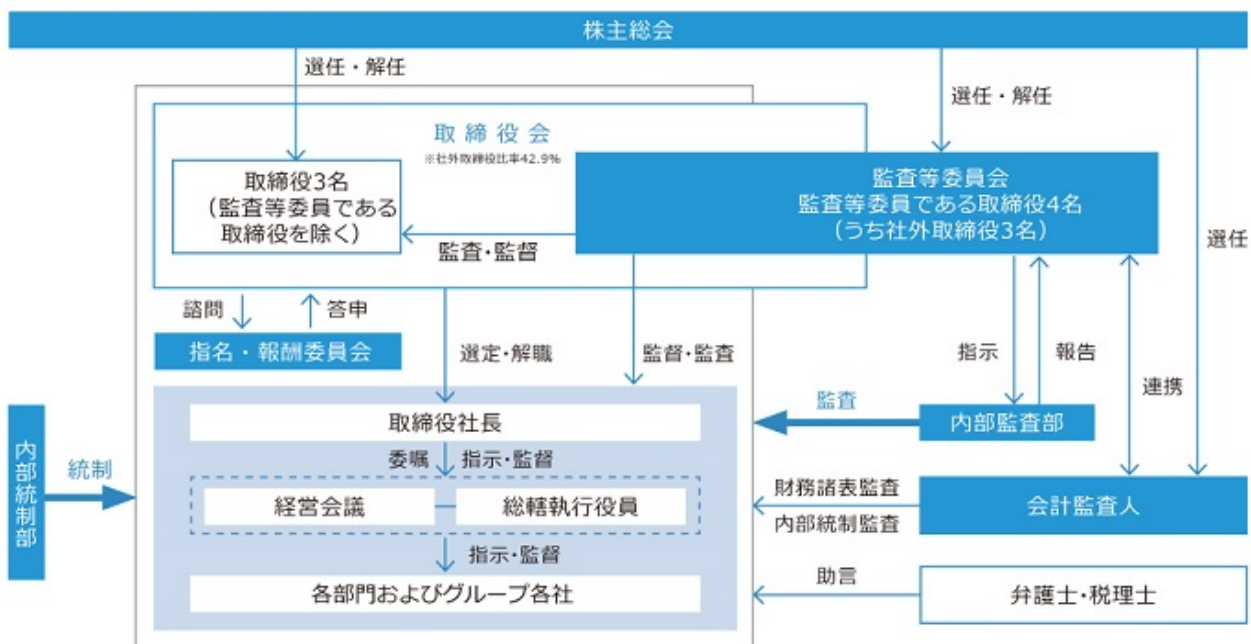 株主総会
選任・解任
選任・解任
取締役会
※社外取締役比率42.9%
取締役3名
(監査等委員である
取締役を除く)
監査等委員会
監査等委員である取締役4名
(うち社外取締役3名)
監査・監督
選任
諮問
答申
指名・報酬委員会
選定・解職
監督・監査
指示
報告
連携
取締役社長
監査
内部監査部
内部統制部
統制
委嘱
指示・監督
経営会議
総轄執行役員
財務諸表監査
内部統制監査
会計監査人
指示・監督
各部門およびグループ各社
助言
弁護士・税理士